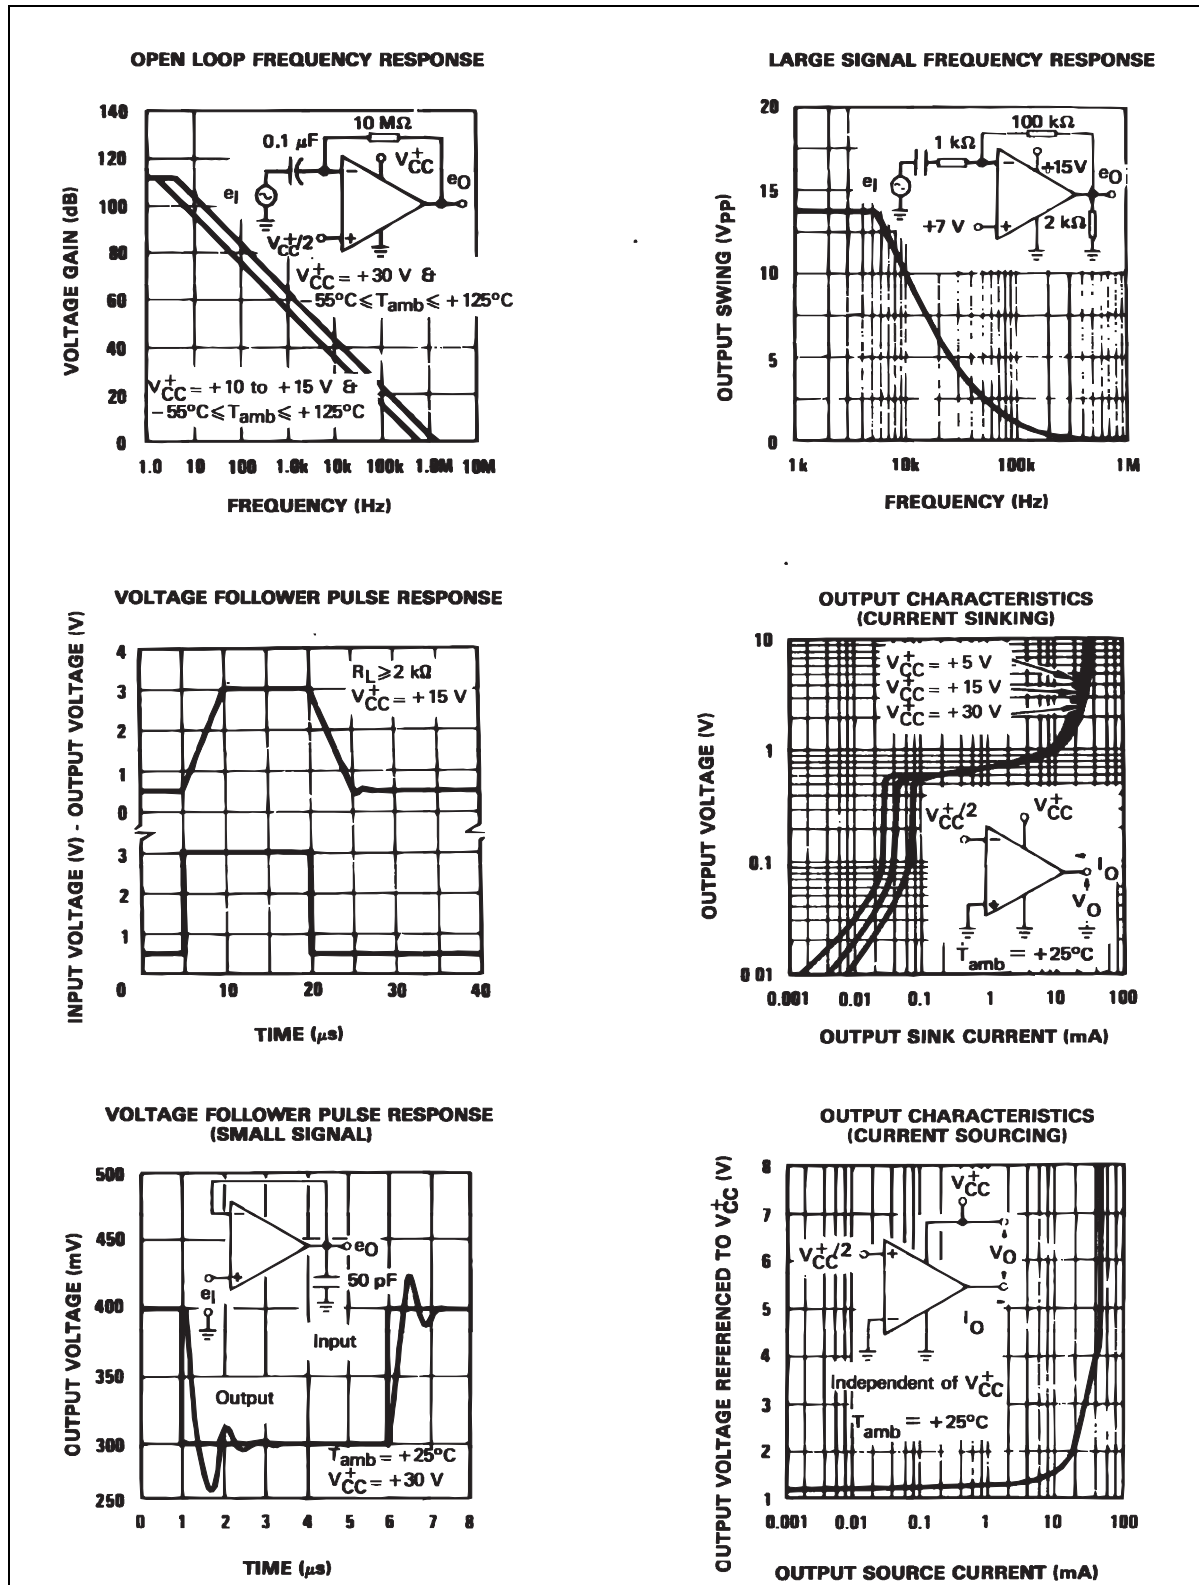 OPEN LOOP FREQUENCY RESPONSE
VOLTAGE GAIN (dB)
140
120
100
80
60
40
20
0
0.1 μF
10 MΩ
V+CC
eI
eO
V+CC/2
−
+
V+CC = +30 V &
−55°C ≤ Tamb ≤ +125°C
V+CC = +10 to +15 V &
−55°C ≤ Tamb ≤ +125°C
1.0 10 100 1.0k 10k 100k 1.0M 10M
FREQUENCY (Hz)
LARGE SIGNAL FREQUENCY RESPONSE
OUTPUT SWING (VPP)
20
15
10
5
0
100 kΩ
1 kΩ
+15V
eI
eO
+7 V
2 kΩ
−
+
1k 10k 100k 1M
FREQUENCY (Hz)
VOLTAGE FOLLOWER PULSE RESPONSE
INPUT VOLTAGE (V) - OUTPUT VOLTAGE (V)
4
3
2
1
0
3
2
1
RL ≥ 2 kΩ
V+CC = +15 V
0 10 20 30 40
TIME (μs)
OUTPUT CHARACTERISTICS
(CURRENT SINKING)
OUTPUT VOLTAGE (V)
10
1
0.1
0 01
V+CC = +5 V
V+CC = +15 V
V+CC = +30 V
V+CC/2
V+CC
−
+
IO
VO
Tamb = +25°C
0.001 0.01 0.1 1 10 100
OUTPUT SINK CURRENT (mA)
VOLTAGE FOLLOWER PULSE RESPONSE
(SMALL SIGNAL)
OUTPUT VOLTAGE (mV)
500
450
400
350
300
250
−
+
eO
50 pF
eI
Input
Output
Tamb = +25°C
V+CC = +30 V
0 1 2 3 4 5 6 7 8
TIME (μs)
OUTPUT CHARACTERISTICS
(CURRENT SOURCING)
OUTPUT VOLTAGE REFERENCED TO V+CC (V)
8
7
6
5
4
3
2
1
V+CC
V+CC/2
+
−
VO
IO
Independent of V+CC
Tamb = +25°C
0.001 0.01 0.1 1 10 100
OUTPUT SOURCE CURRENT (mA)